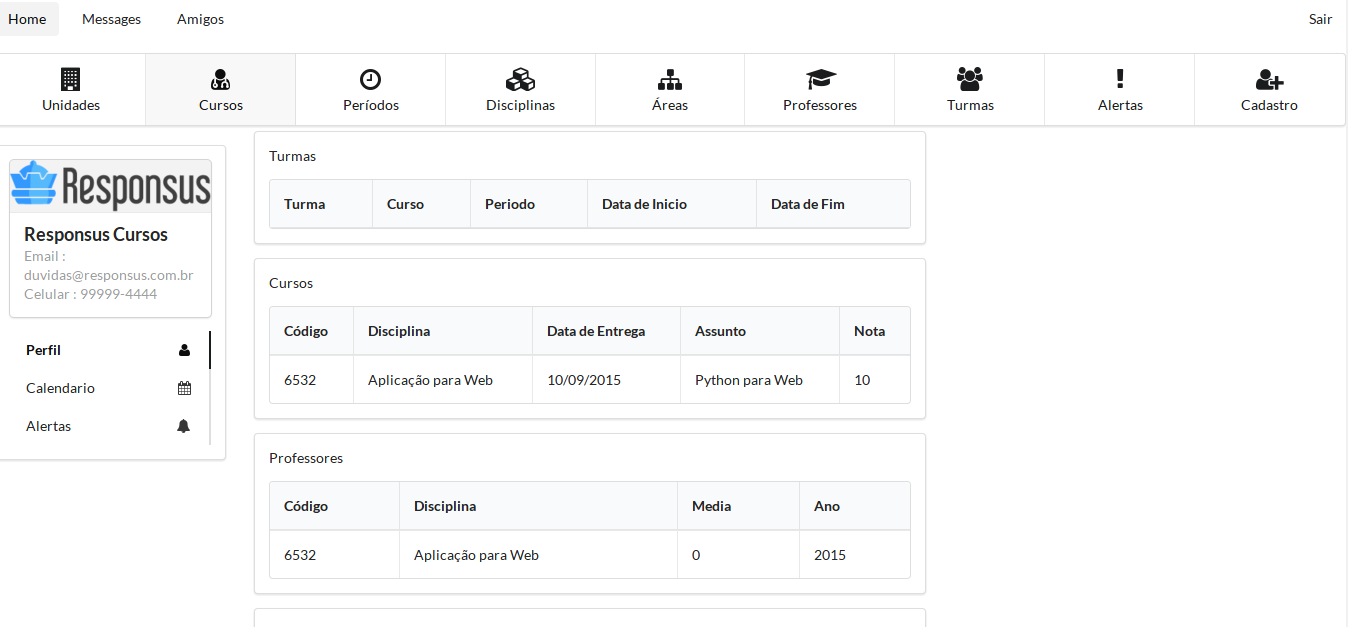 Home Messages Amigos Sair
Unidades Cursos Períodos Disciplinas Áreas Professores Turmas Alertas Cadastro
Responsus
Responsus Cursos
Email :
duvidas@responsus.com.br
Celular : 99999-4444
Perfil
Calendario
Alertas
Turmas
Turma Curso Periodo Data de Inicio Data de Fim
Cursos
Código Disciplina Data de Entrega Assunto Nota
6532 Aplicação para Web 10/09/2015 Python para Web 10
Professores
Código Disciplina Media Ano
6532 Aplicação para Web 0 2015